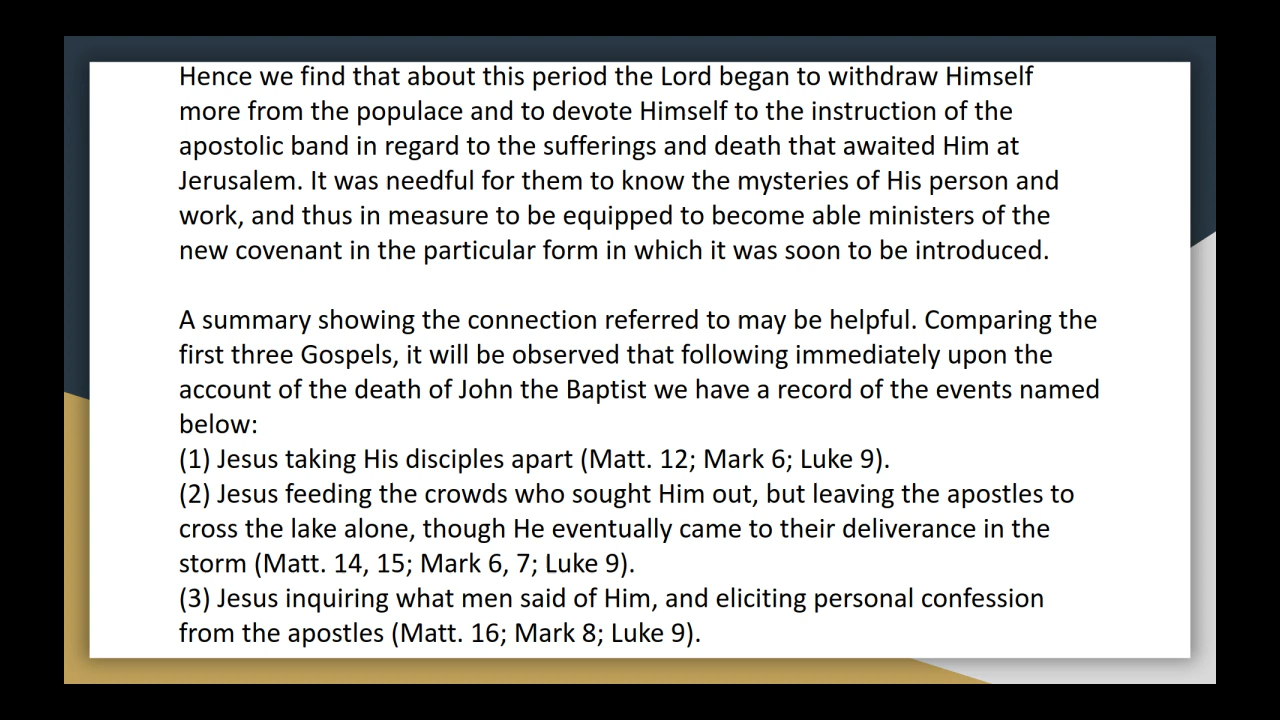 Hence we find that about this period the Lord began to withdraw Himself
more from the populace and to devote Himself to the instruction of the
apostolic band in regard to the sufferings and death that awaited Him at
Jerusalem. It was needful for them to know the mysteries of His person and
work, and thus in measure to be equipped to become able ministers of the
new covenant in the particular form in which it was soon to be introduced.
A summary showing the connection referred to may be helpful. Comparing the
first three Gospels, it will be observed that following immediately upon the
account of the death of John the Baptist we have a record of the events named
below:
(1) Jesus taking His disciples apart (Matt. 12; Mark 6; Luke 9).
(2) Jesus feeding the crowds who sought Him out, but leaving the apostles to
cross the lake alone, though He eventually came to their deliverance in the
storm (Matt. 14, 15; Mark 6, 7; Luke 9).
(3) Jesus inquiring what men said of Him, and eliciting personal confession
from the apostles (Matt. 16; Mark 8; Luke 9).